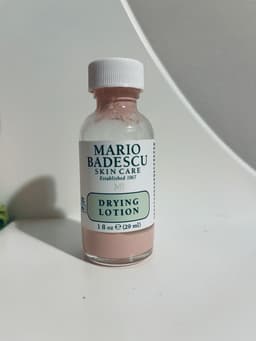 MARIO
BADESCU
SKIN CARE
Established 1967
DRYING
LOTION
1 fl oz ℮ (29 ml)